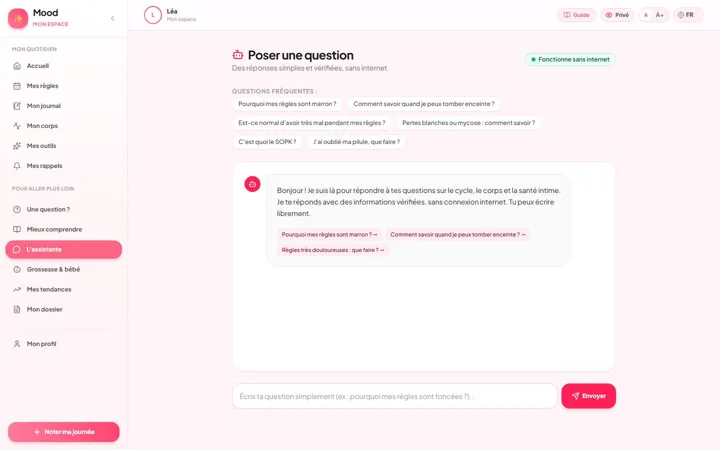 Mood
MON ESPACE
MON QUOTIDIEN
Accueil
Mes règles
Mon journal
Mon corps
Mes outils
Mes rappels
POUR ALLER PLUS LOIN
Une question ?
Mieux comprendre
L'assistante
Grossesse & bébé
Mes tendances
Mon dossier
Mon profil
Noter ma journée
L
Léa
Mon espace
Guide
Privé
A
A+
FR
Poser une question
Des réponses simples et vérifiées, sans internet
Fonctionne sans internet
QUESTIONS FRÉQUENTES :
Pourquoi mes règles sont marron ?
Comment savoir quand je peux tomber enceinte ?
Est-ce normal d'avoir très mal pendant mes règles ?
Pertes blanches ou mycose : comment savoir ?
C'est quoi le SOPK ?
J'ai oublié ma pilule, que faire ?
Bonjour ! Je suis là pour répondre à tes questions sur le cycle, le corps et la santé intime.
Je te réponds avec des informations vérifiées, sans connexion internet. Tu peux écrire
librement.
Pourquoi mes règles sont marron ? →
Comment savoir quand je peux tomber enceinte ? →
Règles très douloureuses : que faire ? →
Écris ta question simplement (ex : pourquoi mes règles sont foncées ?)...
Envoyer